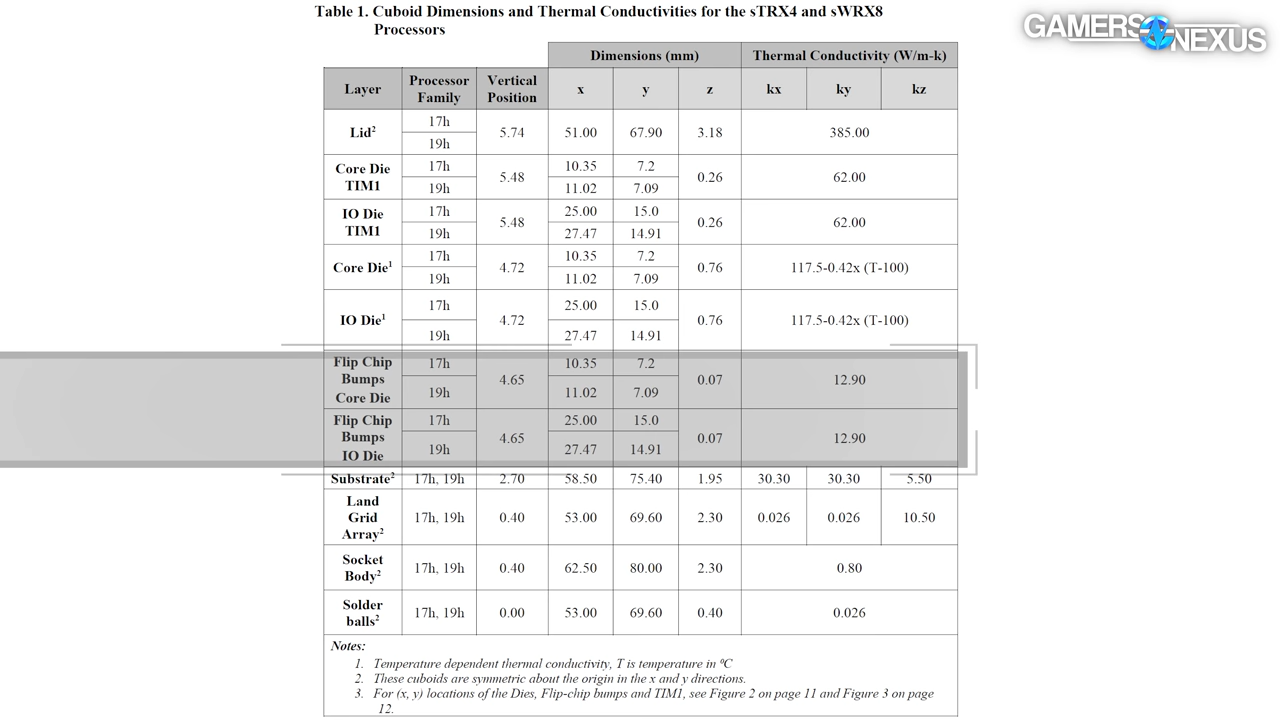 GAMERS NEXUS
Table 1. Cuboid Dimensions and Thermal Conductivities for the sTRX4 and sWRX8
Processors
Dimensions (mm) Thermal Conductivity (W/m-k)
Layer Processor Family Vertical Position x y z kx ky kz
Lid² 17h 5.74 51.00 67.90 3.18 385.00
19h
Core Die TIM1 17h 5.48 10.35 7.2 0.26 62.00
19h 11.02 7.09
IO Die TIM1 17h 5.48 25.00 15.0 0.26 62.00
19h 27.47 14.91
Core Die¹ 17h 4.72 10.35 7.2 0.76 117.5-0.42x (T-100)
19h 11.02 7.09
IO Die¹ 17h 4.72 25.00 15.0 0.76 117.5-0.42x (T-100)
19h 27.47 14.91
Flip Chip Bumps Core Die 17h 4.65 10.35 7.2 0.07 12.90
19h 11.02 7.09
Flip Chip Bumps IO Die 17h 4.65 25.00 15.0 0.07 12.90
19h 27.47 14.91
Substrate² 17h, 19h 2.70 58.50 75.40 1.95 30.30 30.30 5.50
Land Grid Array² 17h, 19h 0.40 53.00 69.60 2.30 0.026 0.026 10.50
Socket Body² 17h, 19h 0.40 62.50 80.00 2.30 0.80
Solder balls² 17h, 19h 0.00 53.00 69.60 0.40 0.026
Notes:
1. Temperature dependent thermal conductivity, T is temperature in ºC
2. These cuboids are symmetric about the origin in the x and y directions.
3. For (x, y) locations of the Dies, Flip-chip bumps and TIM1, see Figure 2 on page 11 and Figure 3 on page
12.